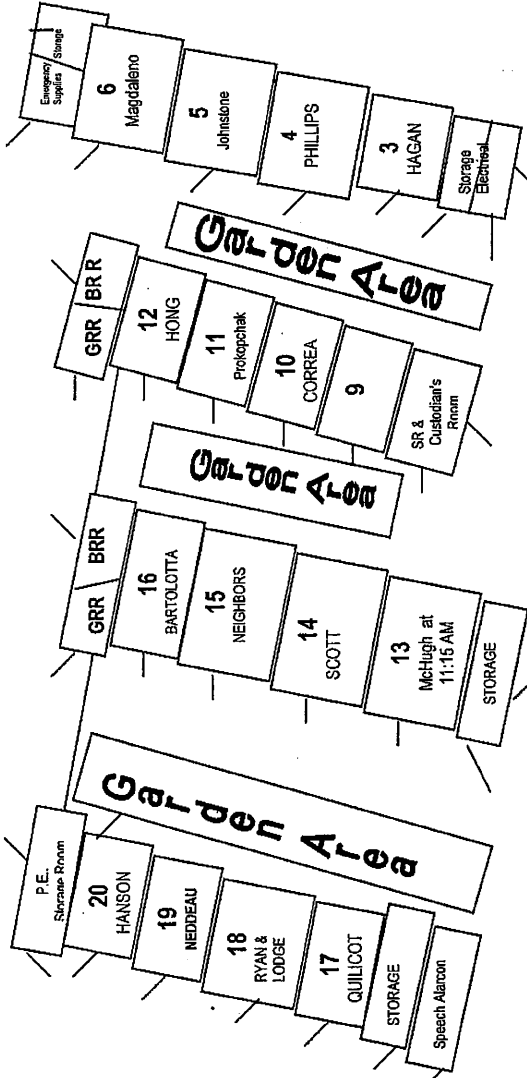 Emergency
Supplies
Storage
6
Magdaleno
5
Johnstone
4
PHILLIPS
3
HAGAN
Storage
Electrical
Garden Area
GRR
BR R
12
HONG
11
Prokopchak
10
CORREA
9
SR &
Custodian's
Room
Garden Area
GRR
BRR
16
BARTOLOTTA
15
NEIGHBORS
14
SCOTT
13
McHugh at
11:15 AM
STORAGE
Garden Area
P.E.
Storage Room
20
HANSON
19
NEDDEAU
18
RYAN &
LODGE
17
QUILICOT
STORAGE
Speech Alarcon